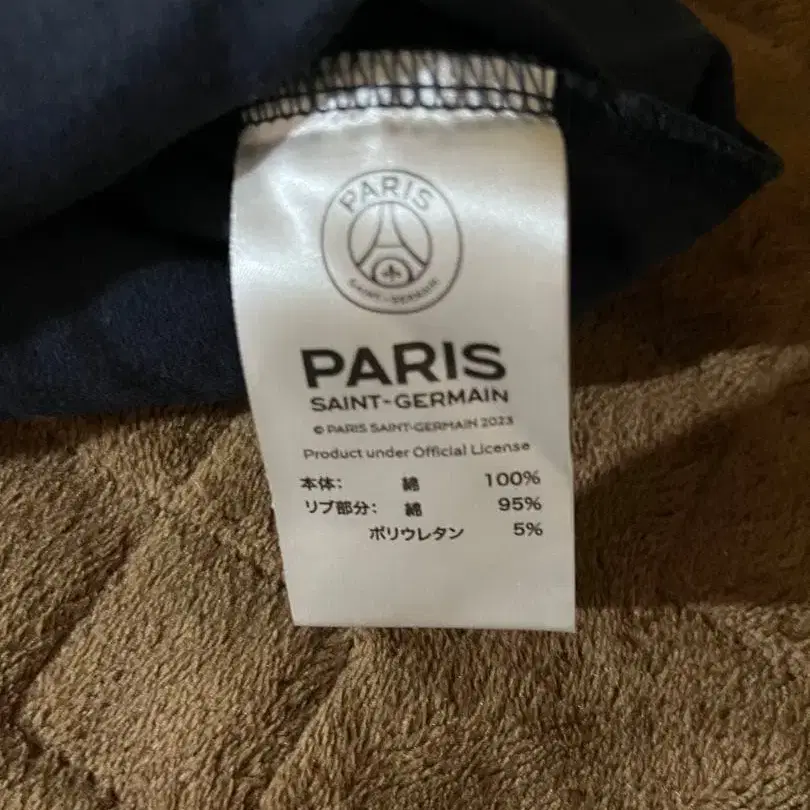 PARIS
SAINT-GERMAIN
PARIS
SAINT-GERMAIN
© PARIS SAINT-GERMAIN 2023
Product under Official License
本体: 綿 100%
リブ部分: 綿 95%
ポリウレタン 5%